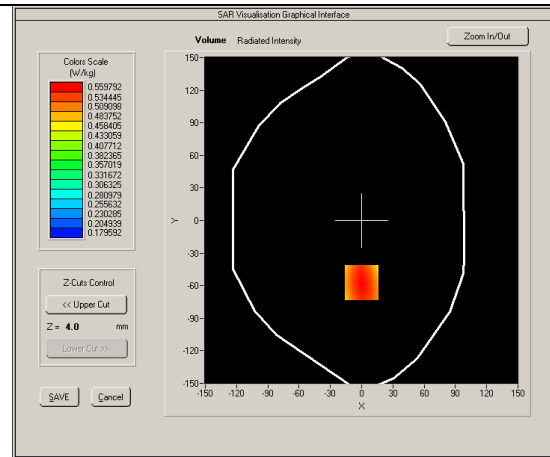 SAR Visualisation Graphical Interface
Volume Radiated Intensity
Zoom In/Out
Colors Scale
(W/kg)
0.559792
0.534445
0.509098
0.483752
0.458405
0.433059
0.407712
0.382365
0.357019
0.331672
0.306325
0.280979
0.255632
0.230285
0.204939
0.179592
Z-Cuts Control
<< Upper Cut
Z = 4.0 mm
Lower Cut >>
SAVE Cancel
150
120
90
60
30
0
-30
-60
-90
-120
-150
Y
-150 -120 -90 -60 -30 0 30 60 90 120 150
X